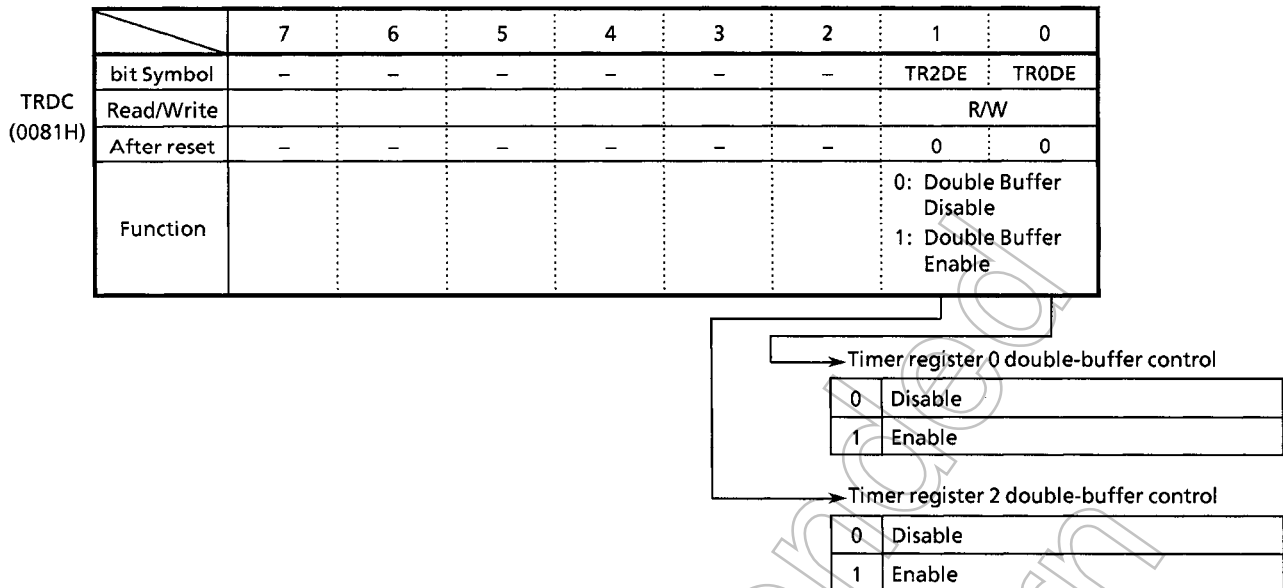 7 6 5 4 3 2 1 0
bit Symbol – – – – – – TR2DE TR0DE
TRDC
(0081H)
Read/Write R/W
After reset – – – – – – 0 0
Function
0: Double Buffer
Disable
1: Double Buffer
Enable
Timer register 0 double-buffer control
0 Disable
1 Enable
Timer register 2 double-buffer control
0 Disable
1 Enable